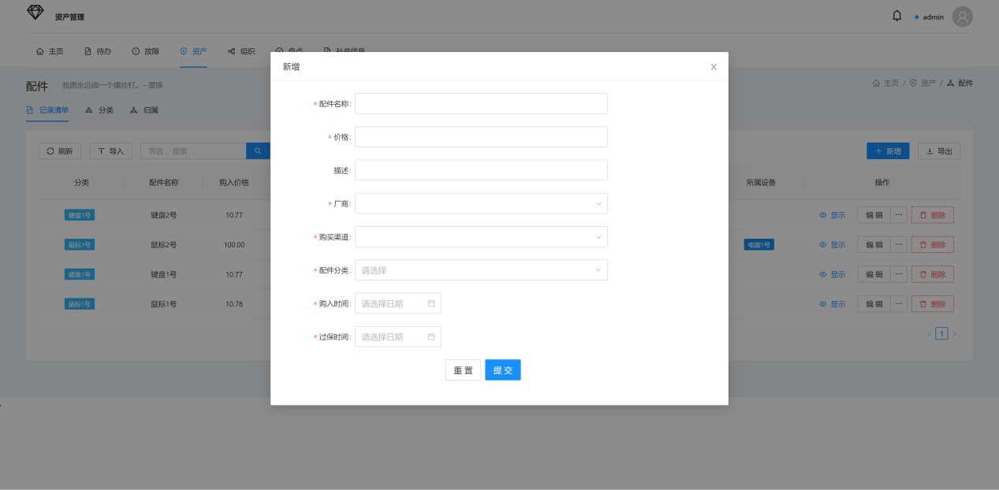 资产管理
admin
主页 待办 故障 资产 组织 盘点 补充信息
配件 我愿永远做一个螺丝钉。--雷锋
主页 / 资产 / 配件
记录清单 分类 归属
刷新 导入 筛选，搜索 ...
新增 导出
分类 配件名称 购入价格 所属设备 操作
键盘1号 键盘2号 10.77 显示 编辑 ... 删除
鼠标1号 鼠标2号 100.00 电脑1号 显示 编辑 ... 删除
键盘1号 键盘1号 10.77 显示 编辑 ... 删除
鼠标1号 鼠标1号 10.78 显示 编辑 ... 删除
< 1 >
新增
*配件名称:
*价格:
描述:
*厂商:
*购买渠道:
*配件分类: 请选择
*购入时间: 请选择日期
*过保时间: 请选择日期
重置 提交